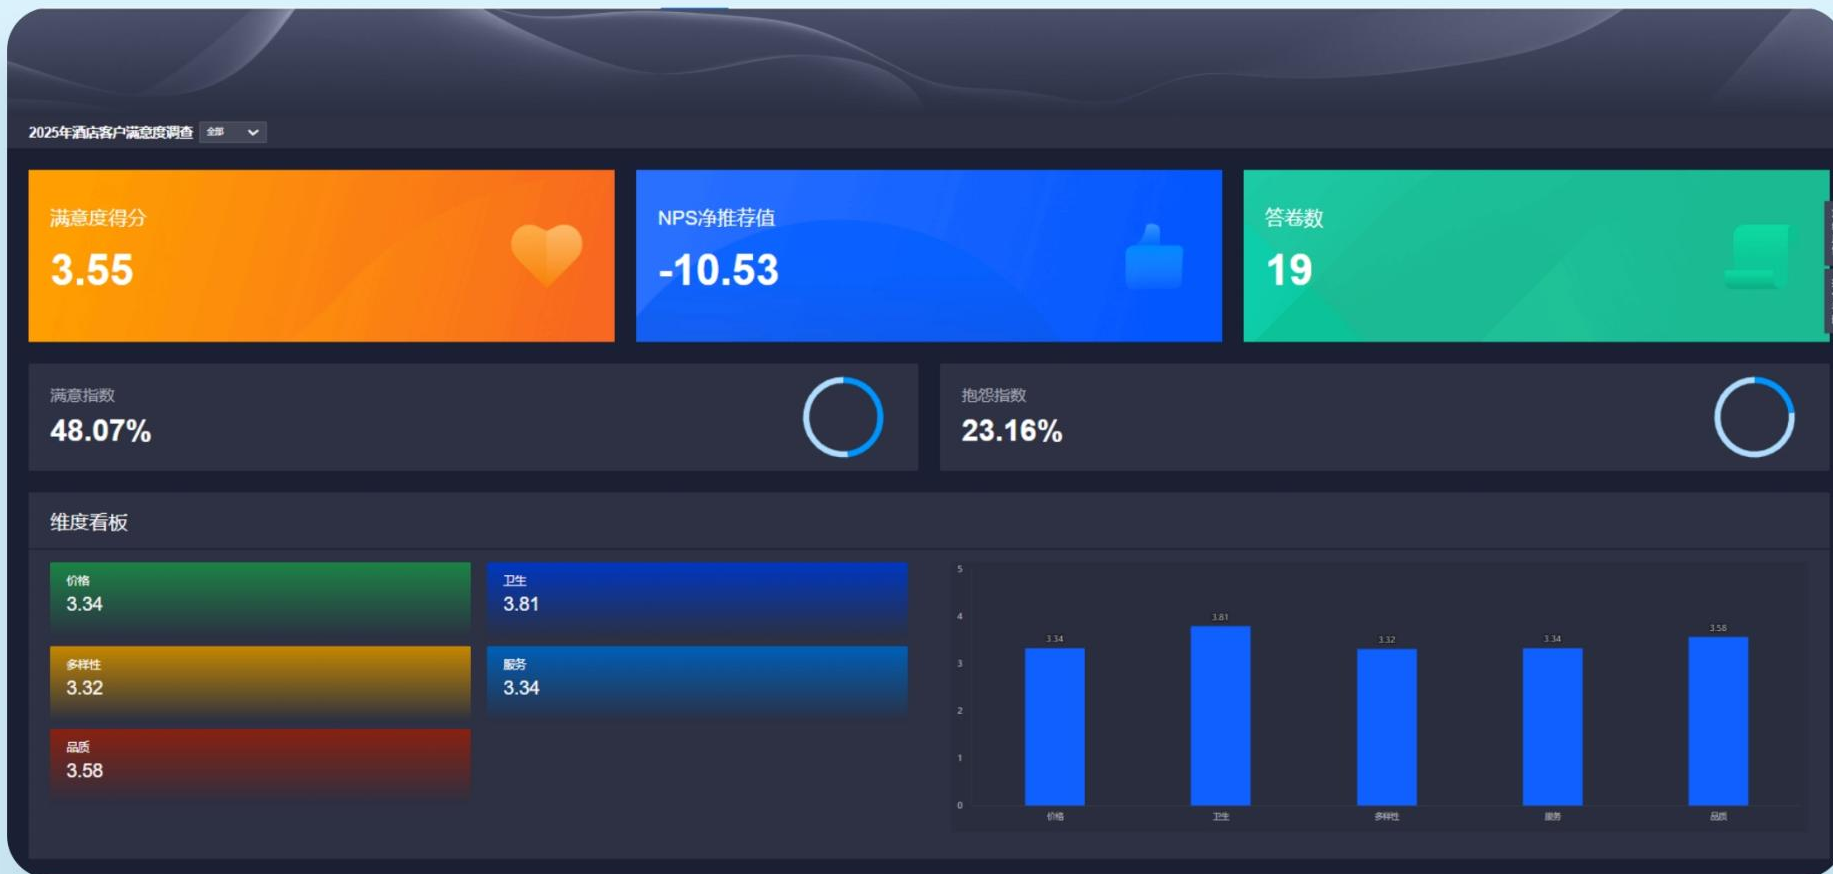 2025年酒店客户满意度调查 全部
满意度得分
3.55
NPS净推荐值
-10.53
答卷数
19
满意指数
48.07%
抱怨指数
23.16%
维度看板
价格
3.34
卫生
3.81
多样性
3.32
服务
3.34
品质
3.58
5
4
3
2
1
0
3.34
3.81
3.32
3.34
3.58
价格
卫生
多样性
服务
品质